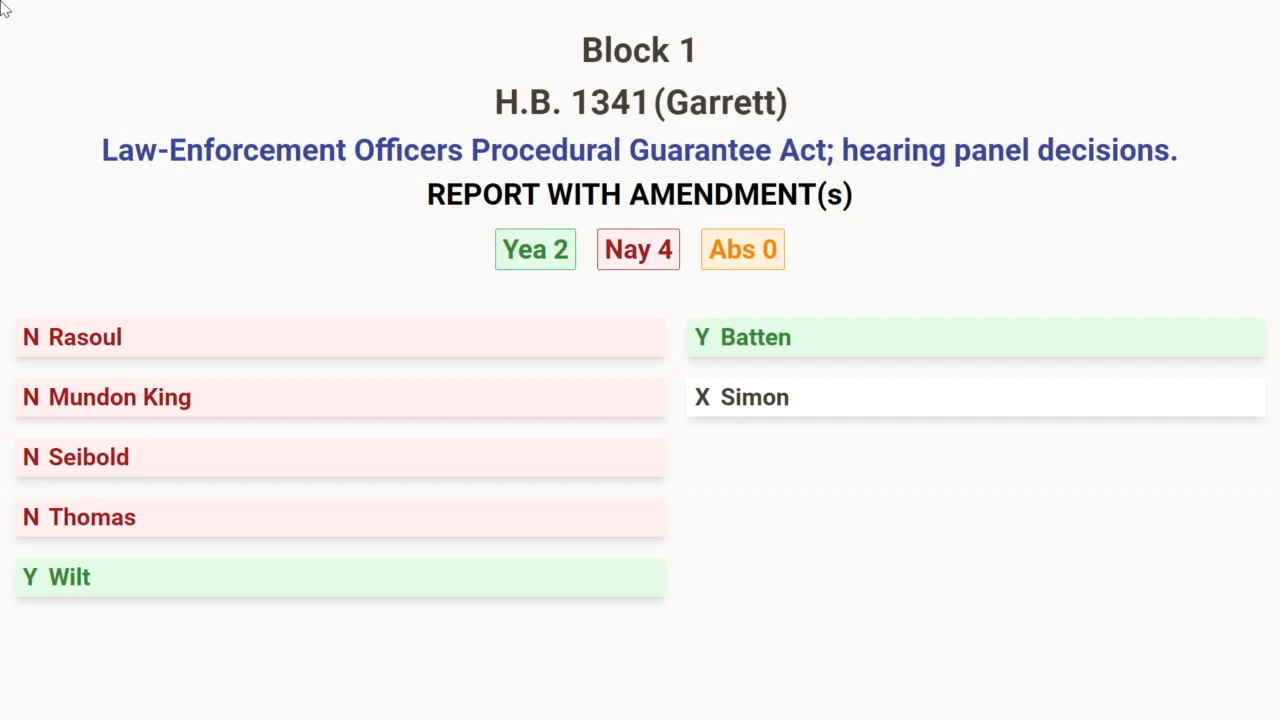 Block 1
H.B. 1341 (Garrett)
Law-Enforcement Officers Procedural Guarantee Act; hearing panel decisions.
REPORT WITH AMENDMENT(s)
Yea 2 Nay 4 Abs 0
N Rasoul
N Mundon King
N Seibold
N Thomas
Y Wilt
Y Batten
X Simon